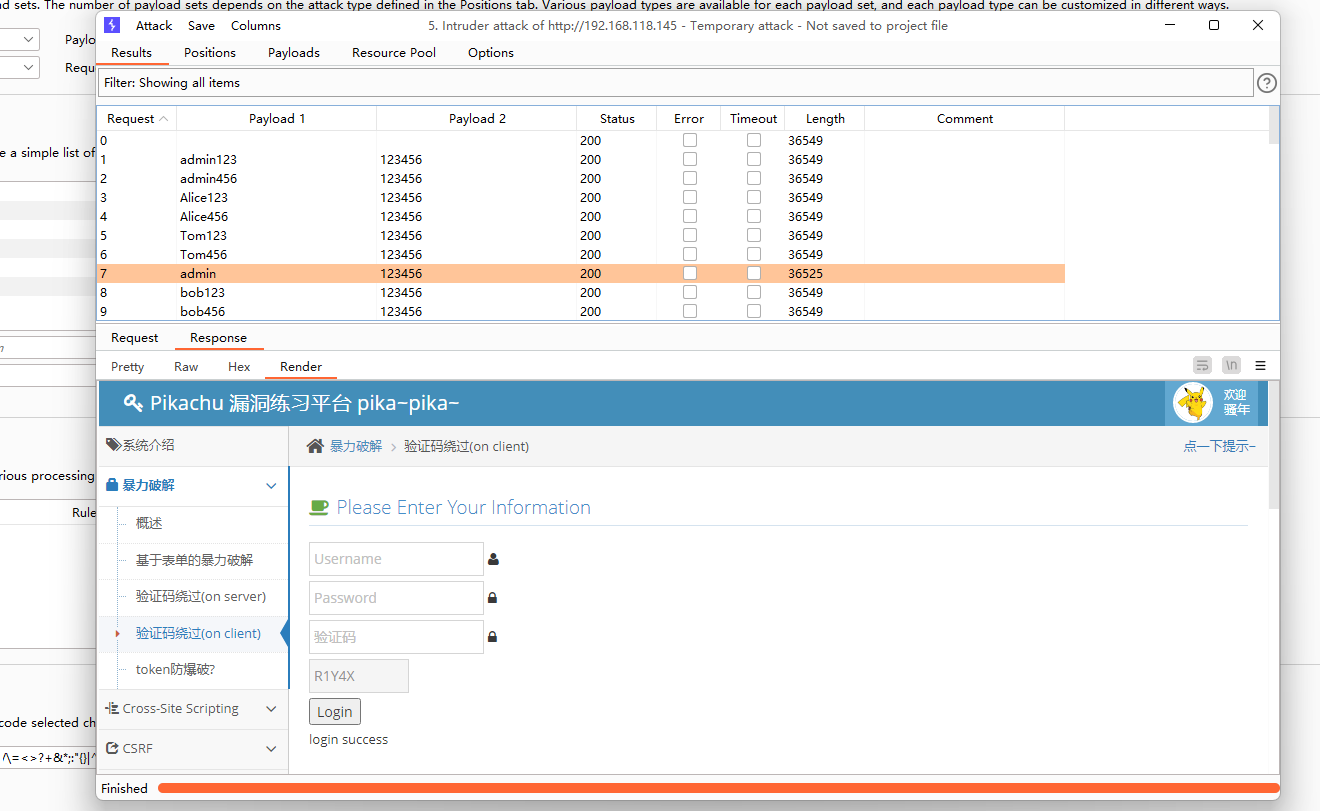 nd sets. The number of payload sets depends on the attack type defined in the Positions tab. Various payload types are available for each payload set, and each payload type can be customized in different ways.
Attack Save Columns 5. Intruder attack of http://192.168.118.145 - Temporary attack - Not saved to project file
Paylo
Results Positions Payloads Resource Pool Options
Requ
Filter: Showing all items
Request Payload 1 Payload 2 Status Error Timeout Length Comment
0 200 36549
e a simple list of
1 admin123 123456 200 36549
2 admin456 123456 200 36549
3 Alice123 123456 200 36549
4 Alice456 123456 200 36549
5 Tom123 123456 200 36549
6 Tom456 123456 200 36549
7 admin 123456 200 36525
8 bob123 123456 200 36549
9 bob456 123456 200 36549
Request Response
Pretty Raw Hex Render \n
Pikachu 漏洞练习平台 pika~pika~
欢迎
骚年
系统介绍
暴力破解 > 验证码绕过(on client) 点一下提示~
rious processing
暴力破解
Rule
概述
基于表单的暴力破解
验证码绕过(on server)
验证码绕过(on client)
token防爆破?
Cross-Site Scripting
CSRF
Please Enter Your Information
Username
Password
验证码
R1Y4X
Login
login success
code selected ch
/\=<>?+&*;:"{}|^
Finished